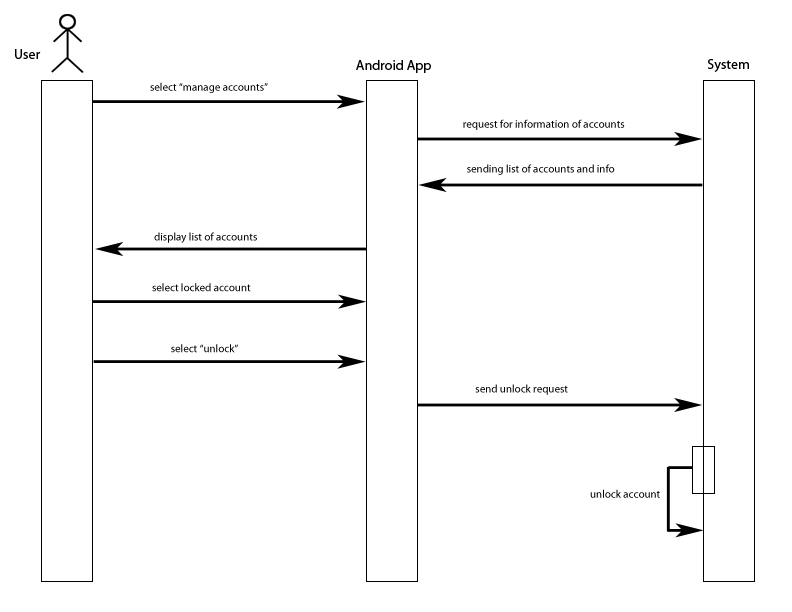 User
Android App
System
select “manage accounts”
request for information of accounts
sending list of accounts and info
display list of accounts
select locked account
select “unlock”
send unlock request
unlock account